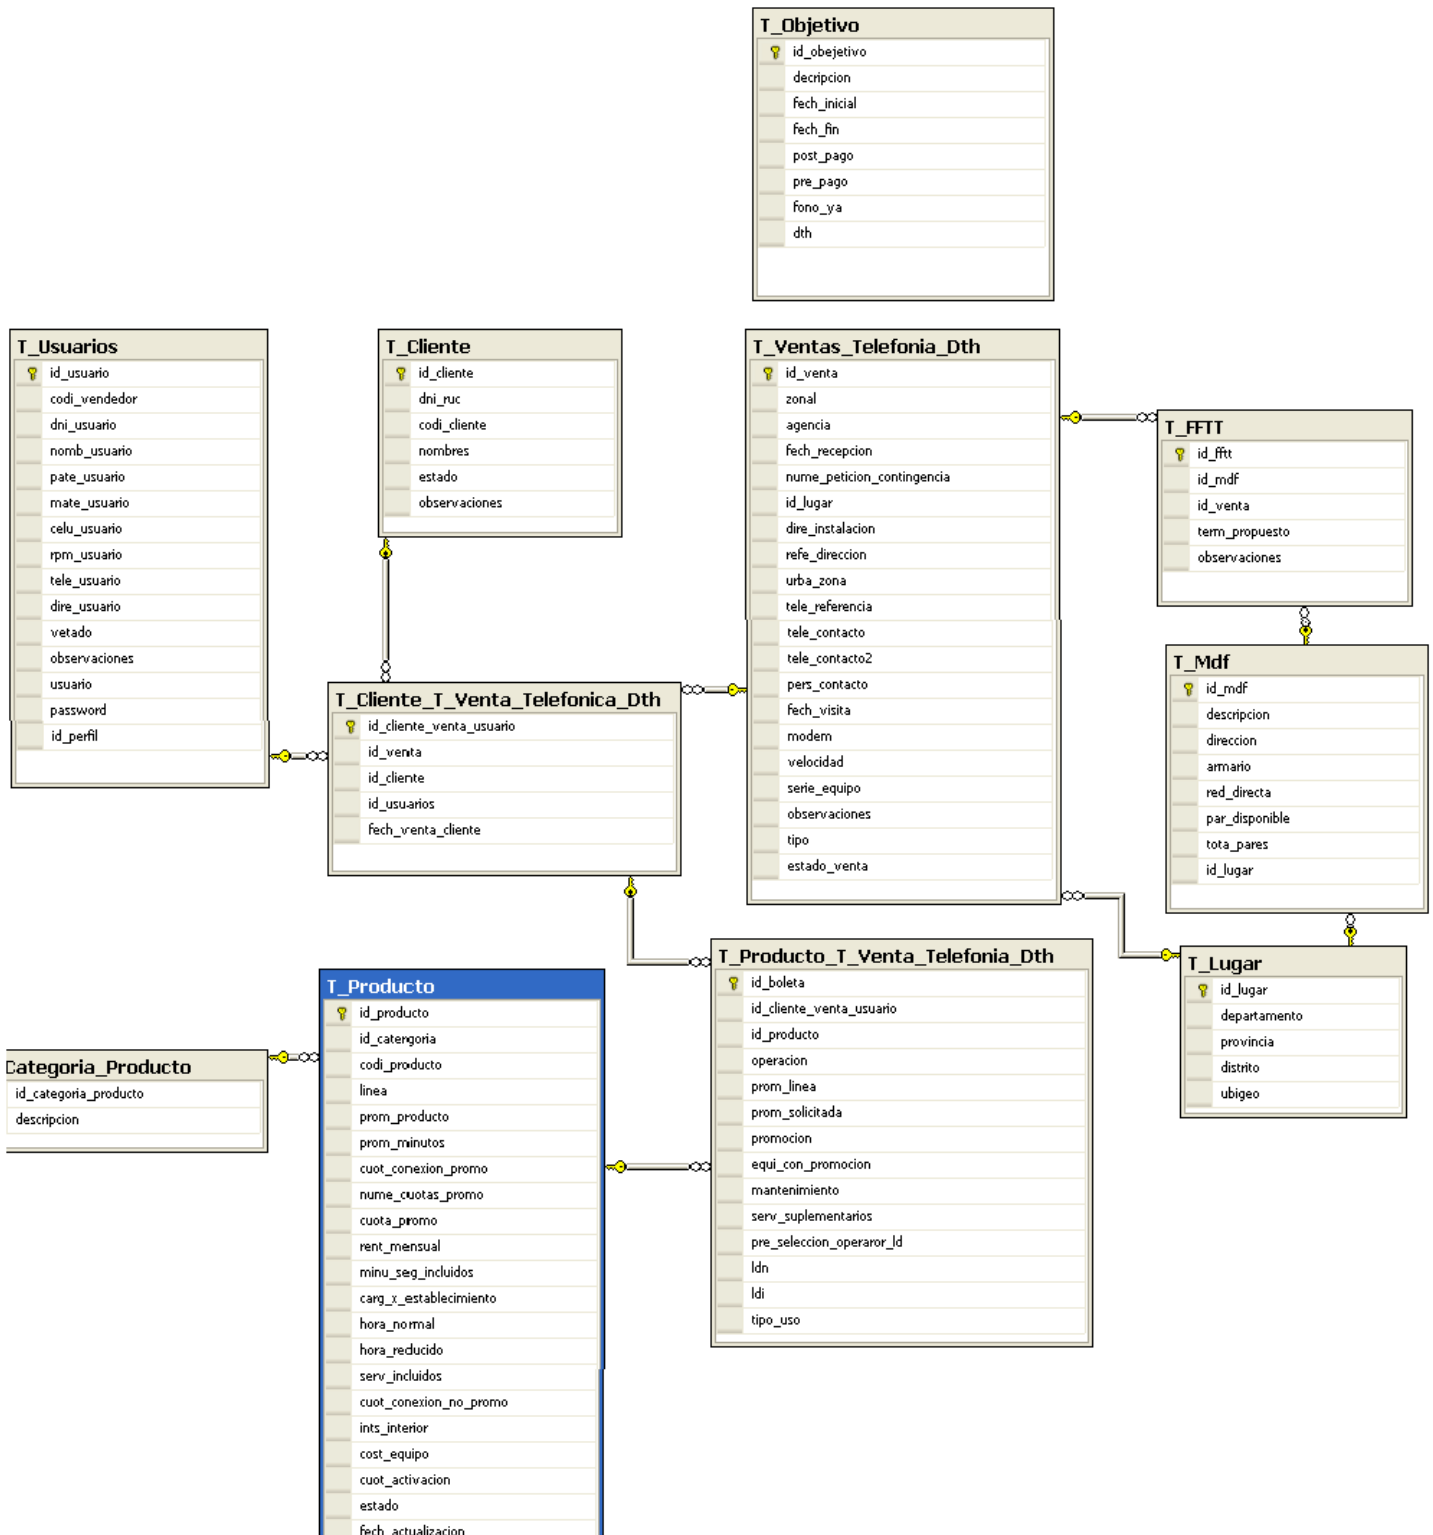 T_Objetivo
id_obejetivo
decripcion
fech_inicial
fech_fin
post_pago
pre_pago
fono_ya
dth
T_Usuarios
id_usuario
codi_vendedor
dni_usuario
nomb_usuario
pate_usuario
mate_usuario
celu_usuario
rpm_usuario
tele_usuario
dire_usuario
vetado
observaciones
usuario
password
id_perfil
T_Cliente
id_cliente
dni_ruc
codi_cliente
nombres
estado
observaciones
T_Ventas_Telefonia_Dth
id_venta
zonal
agencia
fech_recepcion
nume_peticion_contingencia
id_lugar
dire_instalacion
refe_direccion
urba_zona
tele_referencia
tele_contacto
tele_contacto2
pers_contacto
fech_visita
modem
velocidad
serie_equipo
observaciones
tipo
estado_venta
T_FFTT
id_fftt
id_mdf
id_venta
term_propuesto
observaciones
T_Mdf
id_mdf
descripcion
direccion
armario
red_directa
par_disponible
tota_pares
id_lugar
T_Cliente_T_Venta_Telefonica_Dth
id_cliente_venta_usuario
id_venta
id_cliente
id_usuarios
fech_venta_cliente
T_Lugar
id_lugar
departamento
provincia
distrito
ubigeo
T_Producto_T_Venta_Telefonia_Dth
id_boleta
id_cliente_venta_usuario
id_producto
operacion
prom_linea
prom_solicitada
promocion
equi_con_promocion
mantenimiento
serv_suplementarios
pre_seleccion_operaror_ld
ldn
ldi
tipo_uso
Categoria_Producto
id_categoria_producto
descripcion
T_Producto
id_producto
id_catengoria
codi_producto
linea
prom_producto
prom_minutos
cuot_conexion_promo
nume_cuotas_promo
cuota_promo
rent_mensual
minu_seg_incluidos
carg_x_establecimiento
hora_normal
hora_reducido
serv_incluidos
cuot_conexion_no_promo
ints_interior
cost_equipo
cuot_activacion
estado
fech_actualizacion